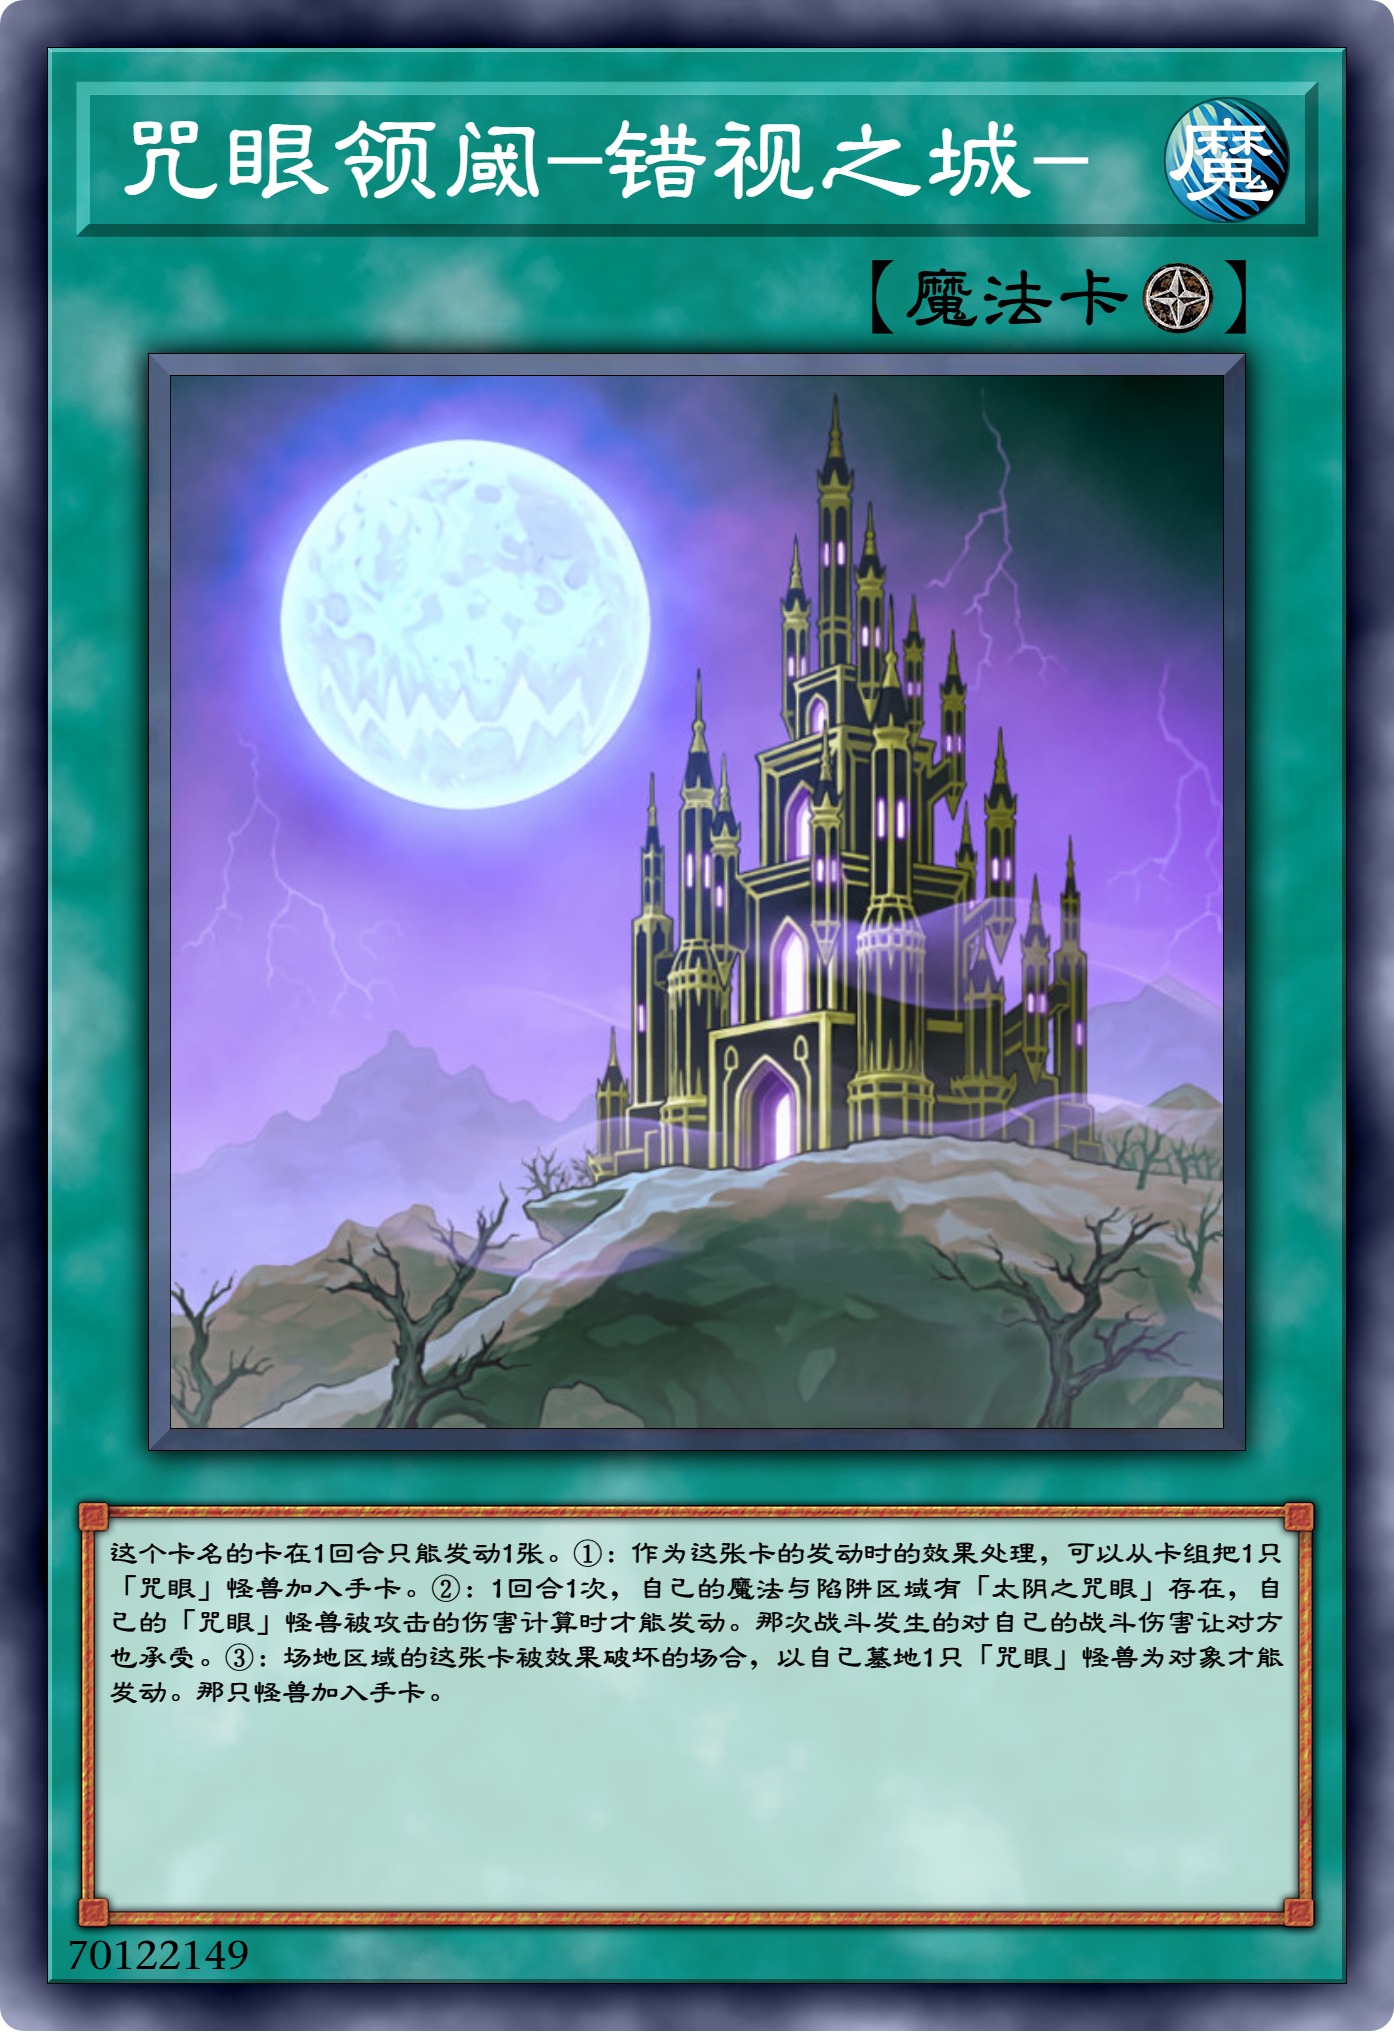 咒眼领阈-错视之城-
魔
【魔法卡】
这个卡名的卡在1回合只能发动1张。①：作为这张卡的发动时的效果处理，可以从卡组把1只
「咒眼」怪兽加入手卡。②：1回合1次，自己的魔法与陷阱区域有「太阴之咒眼」存在，自
己的「咒眼」怪兽被攻击的伤害计算时才能发动。那次战斗发生的对自己的战斗伤害让对方
也承受。③：场地区域的这张卡被效果破坏的场合，以自己墓地1只「咒眼」怪兽为对象才能
发动。那只怪兽加入手卡。
70122149